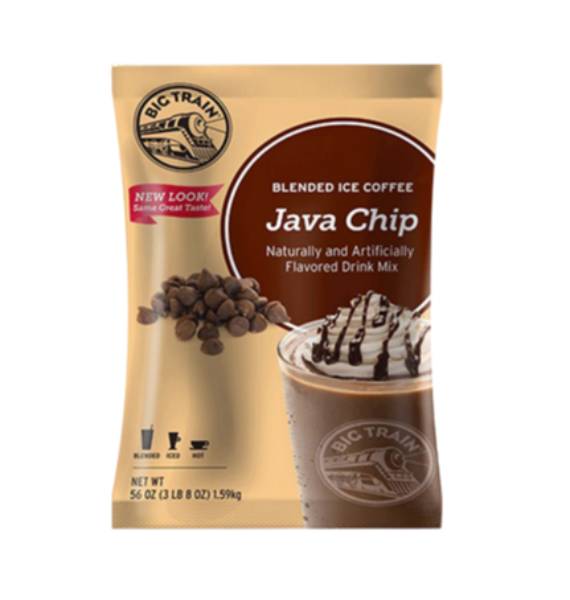 BIG TRAIN
NEW LOOK!
Same Great Taste!
BLENDED ICE COFFEE
Java Chip
Naturally and Artificially
Flavored Drink Mix
BIG TRAIN
BLENDED ICED HOT
NET WT
56 OZ (3 LB 8 OZ) 1.59kg